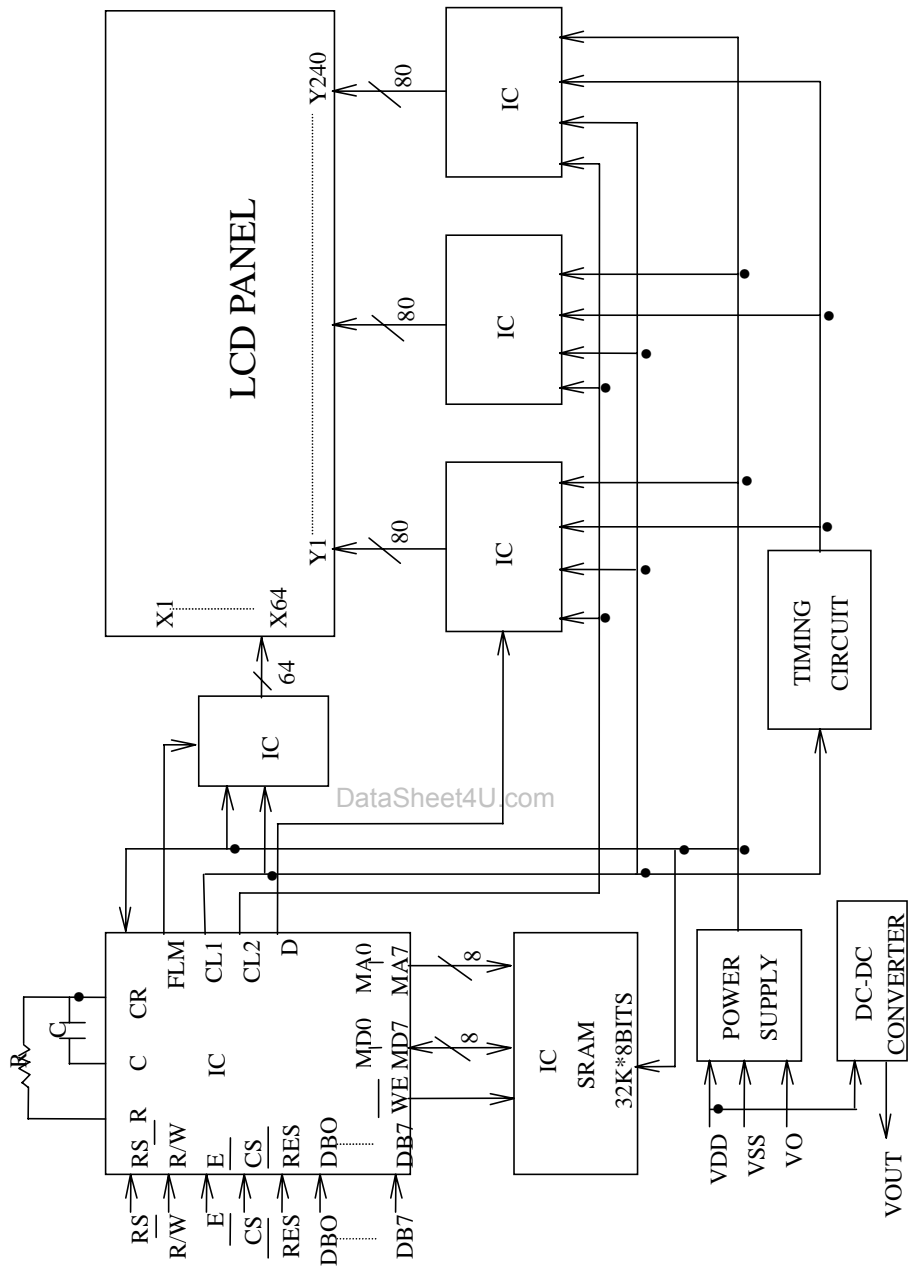 RS
R/W
E
CS
RES
DBO
DB7
RS
R/W
E
CS
RES
DBO
DB7
R
C
CR
R
C
IC
FLM
CL1
CL2
D
WE
MD0
MD7
MA0
MA7
8
8
IC
SRAM
32K*8BITS
IC
64
X1
X64
LCD PANEL
Y1
Y240
80
80
80
IC
IC
IC
DataSheet4U.com
TIMING
CIRCUIT
VDD
VSS
VO
POWER
SUPPLY
DC-DC
CONVERTER
VOUT